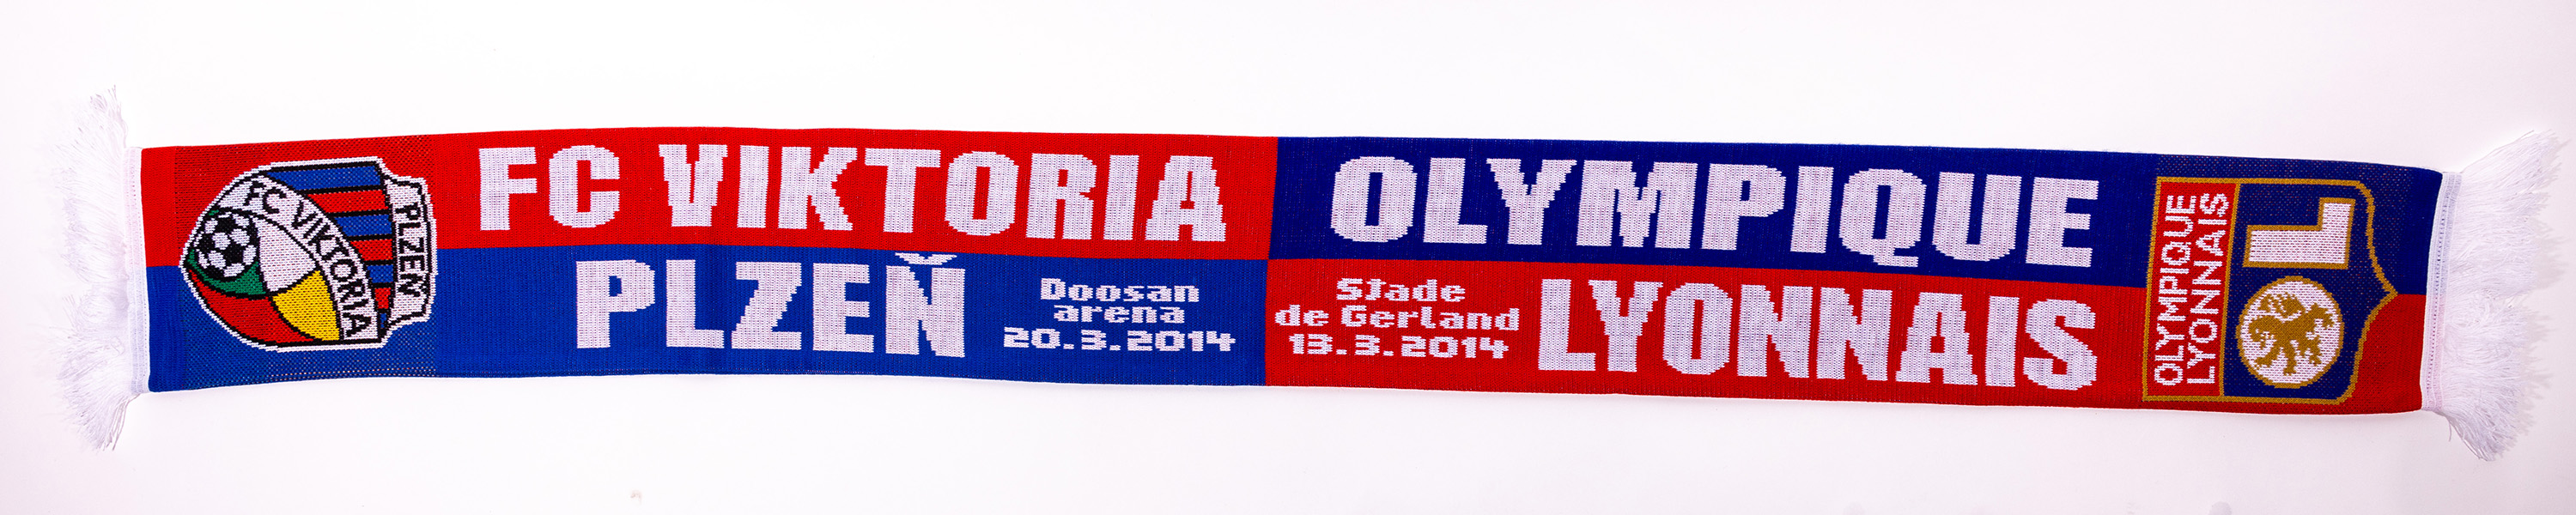 FC VIKTORIA
PLZEŇ
FC VIKTORIA
PLZEŇ
Doosan
arena
20.3.2014
OLYMPIQUE
LYONNAIS
Stade
de Gerland
13.3.2014
OLYMPIQUE
LYONNAIS
OL